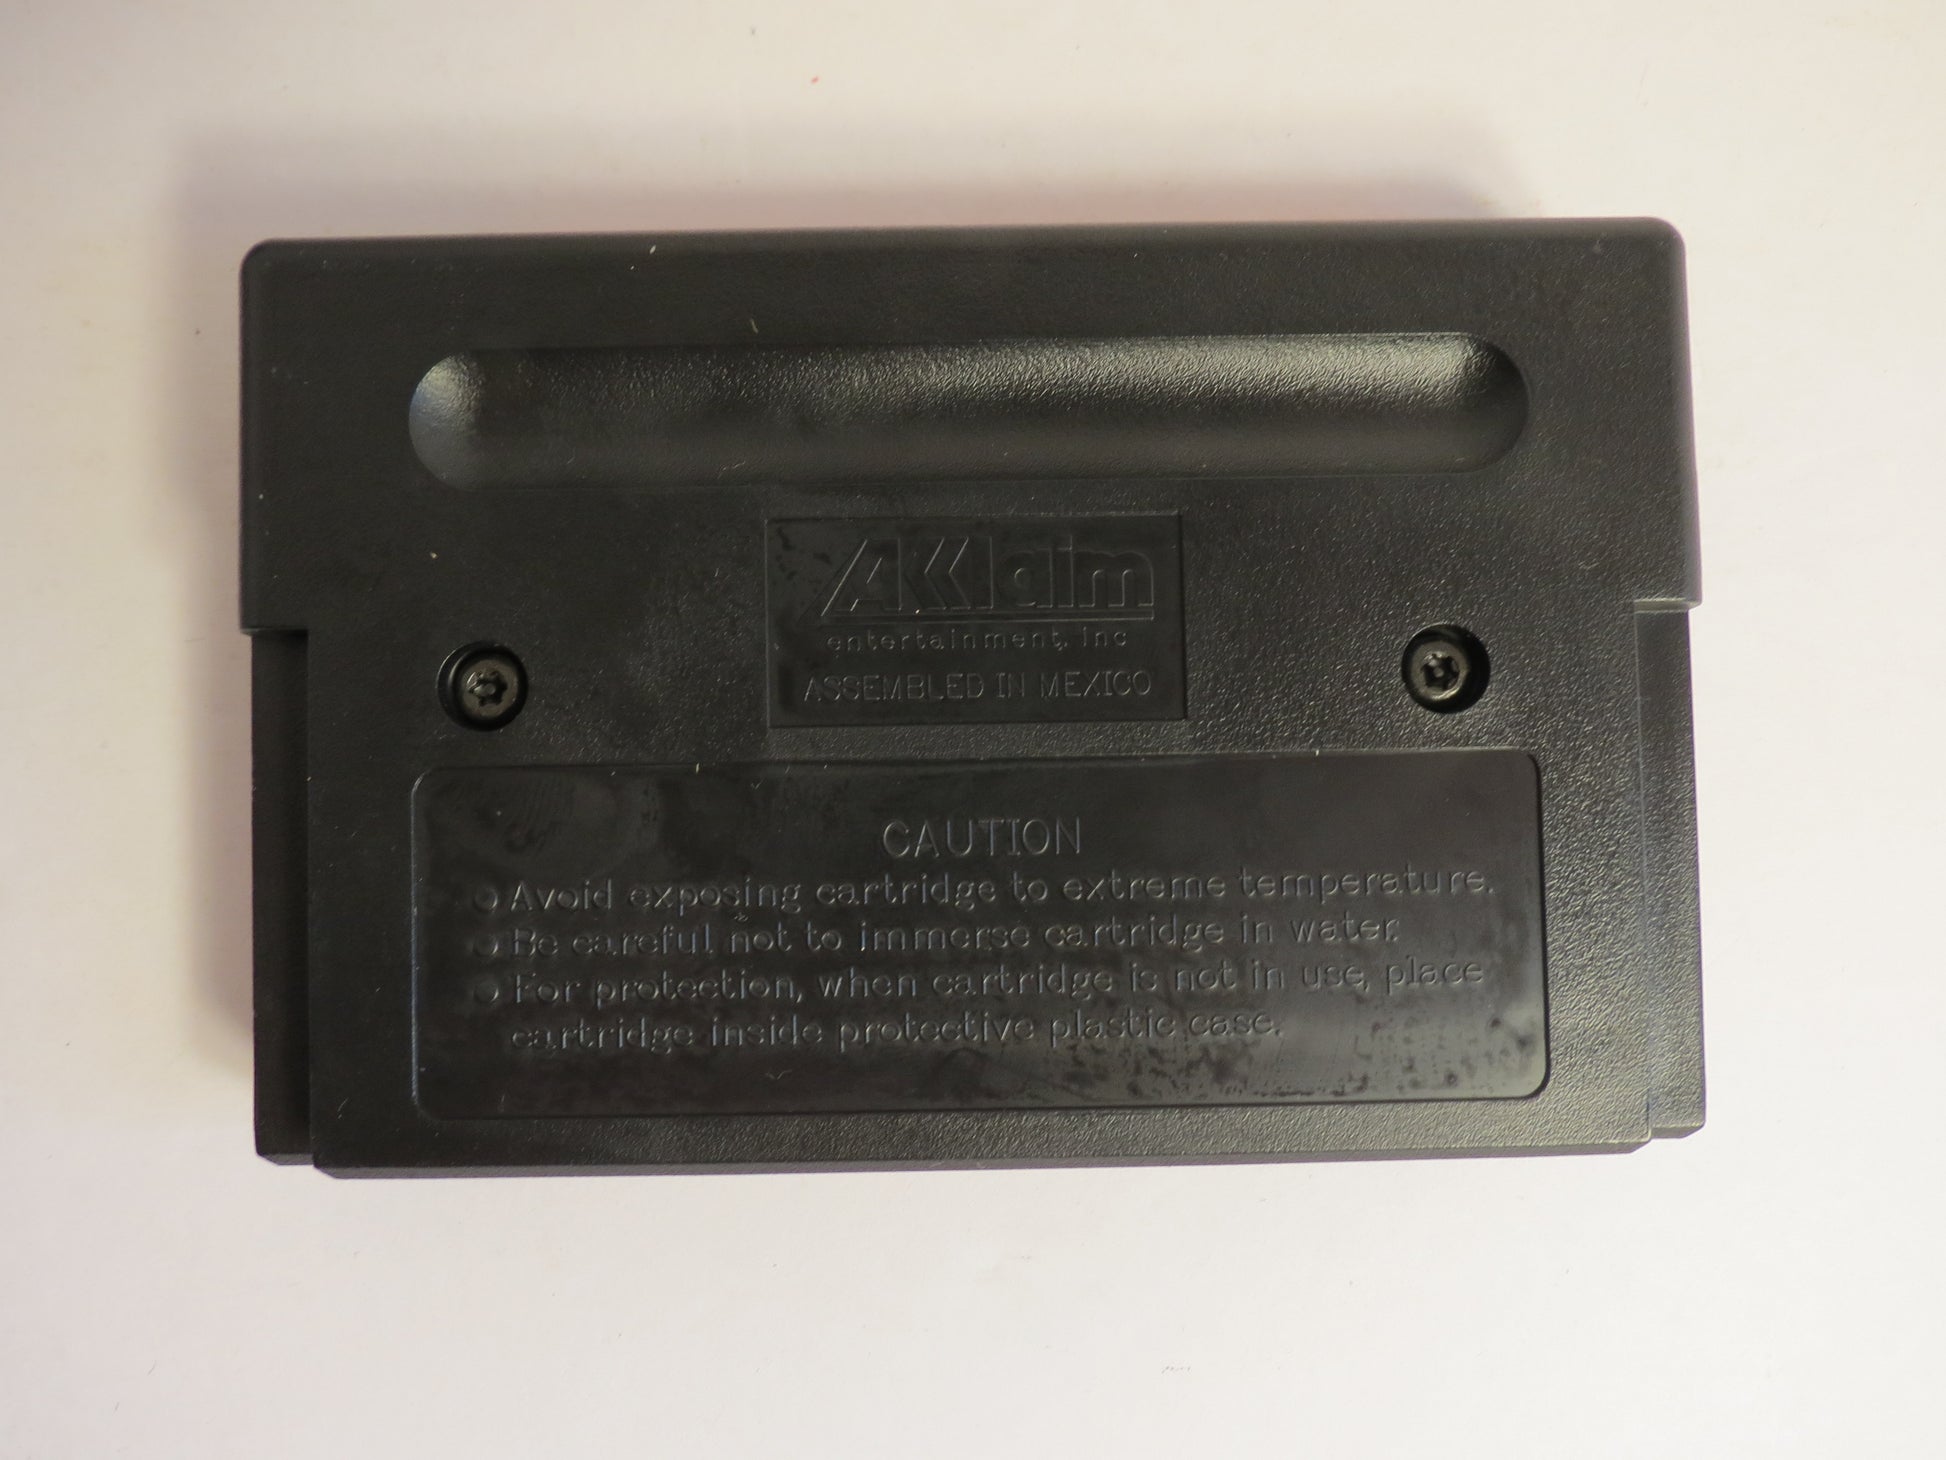 AKKlaim
entertainment, inc
ASSEMBLED IN MEXICO
CAUTION
○ Avoid exposing cartridge to extreme temperature.
○ Be careful not to immerse cartridge in water.
○ For protection, when cartridge is not in use, place
cartridge inside protective plastic case.